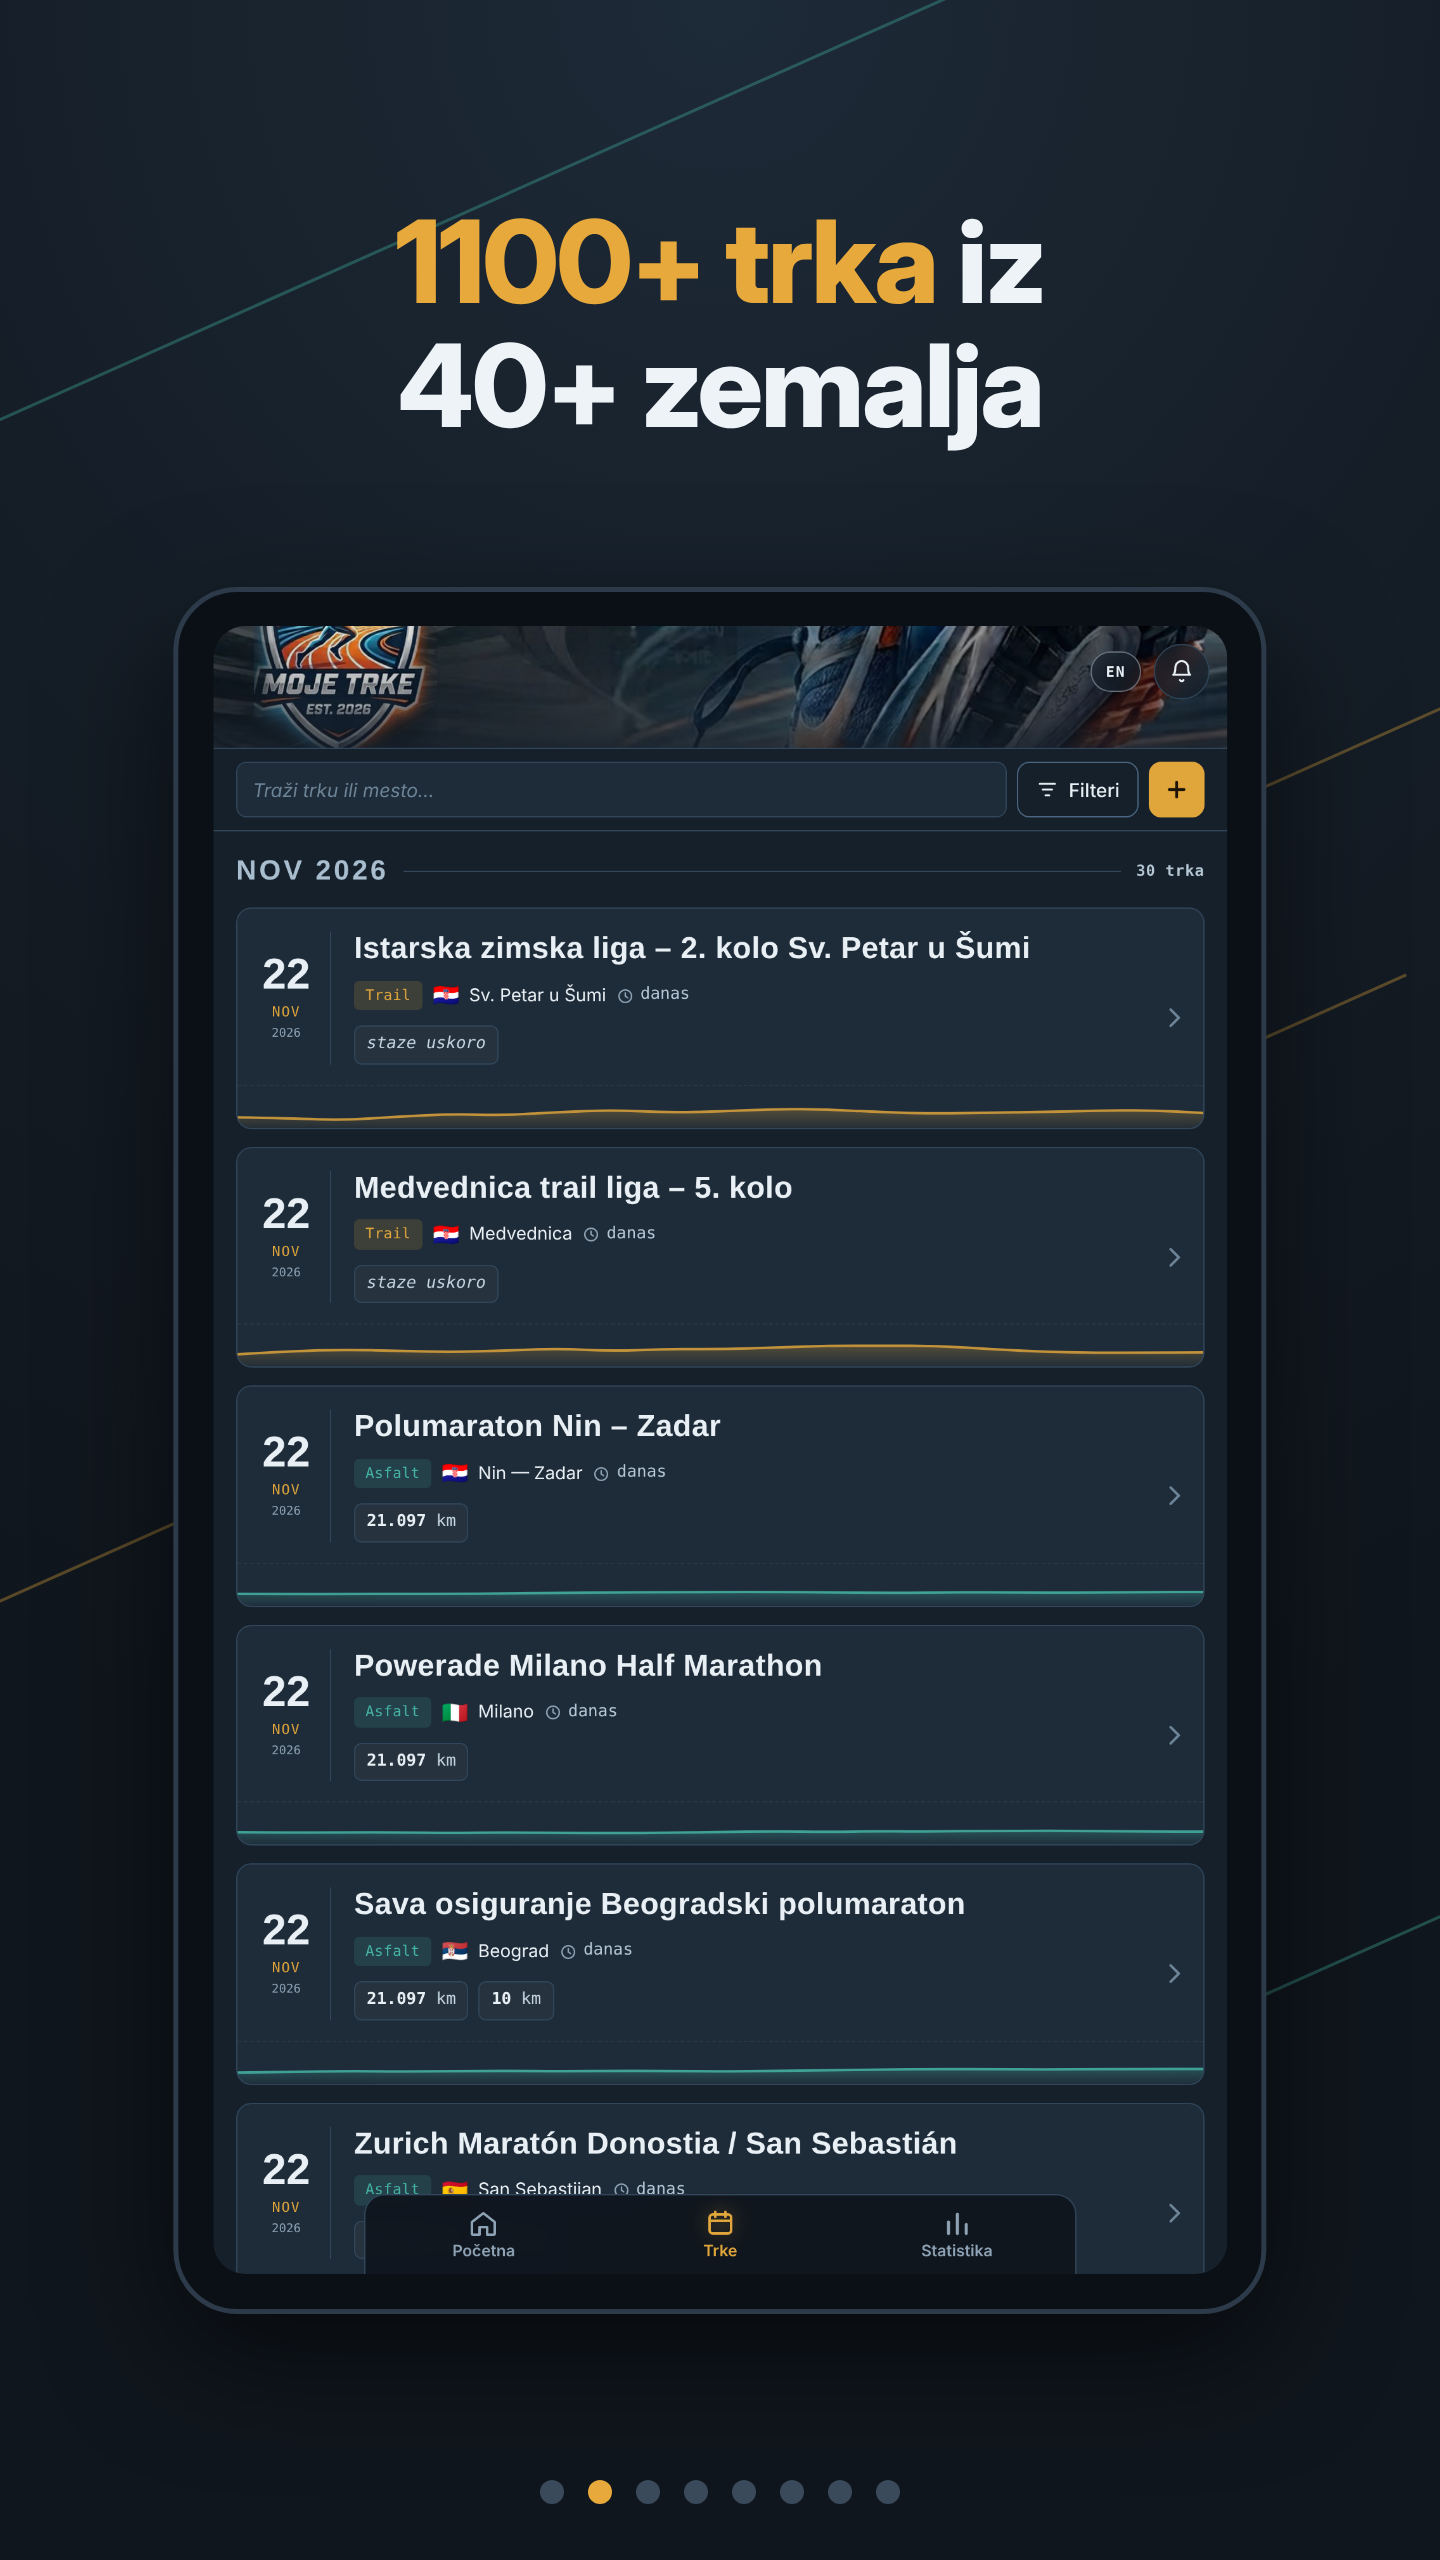 1100+ trka iz
40+ zemalja
MOJE TRKE
EST. 2026
EN
Traži trku ili mesto...
Filteri
NOV 2026
30 trka
22
NOV
2026
Istarska zimska liga – 2. kolo Sv. Petar u Šumi
Trail Sv. Petar u Šumi danas
staze uskoro
22
NOV
2026
Medvednica trail liga – 5. kolo
Trail Medvednica danas
staze uskoro
22
NOV
2026
Polumaraton Nin – Zadar
Asfalt Nin — Zadar danas
21.097 km
22
NOV
2026
Powerade Milano Half Marathon
Asfalt Milano danas
21.097 km
22
NOV
2026
Sava osiguranje Beogradski polumaraton
Asfalt Beograd danas
21.097 km 10 km
22
NOV
2026
Zurich Maratón Donostia / San Sebastián
Asfalt San Sebastijan danas
Početna
Trke
Statistika